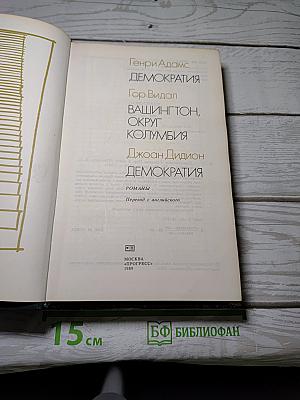 Генри Адамс
ДЕМОКРАТИЯ
Гор Видал
ВАШИНГТОН,
ОКРУГ
КОЛУМБИЯ
Джоан Дидион
ДЕМОКРАТИЯ
РОМАНЫ
Перевод с английского
МОСКВА
«ПРОГРЕСС»
1989
15 см
БФ БИБЛИОФАН